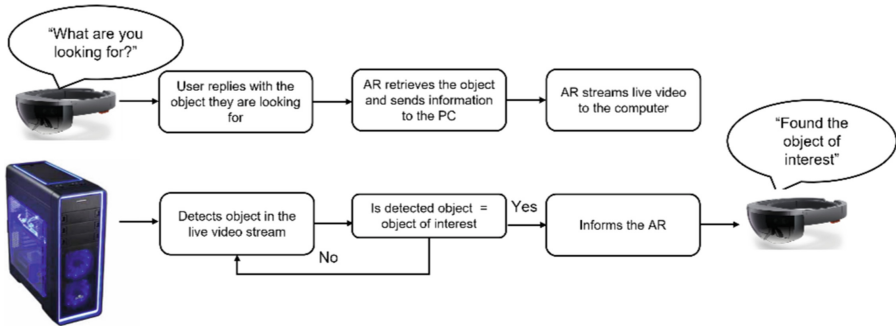 “What are you
looking for?”
User replies with the
object they are looking
for
AR retrieves the object
and sends information
to the PC
AR streams live video
to the computer
“Found the
object of
interest”
Detects object in the
live video stream
Is detected object =
object of interest
Yes
No
Informs the AR